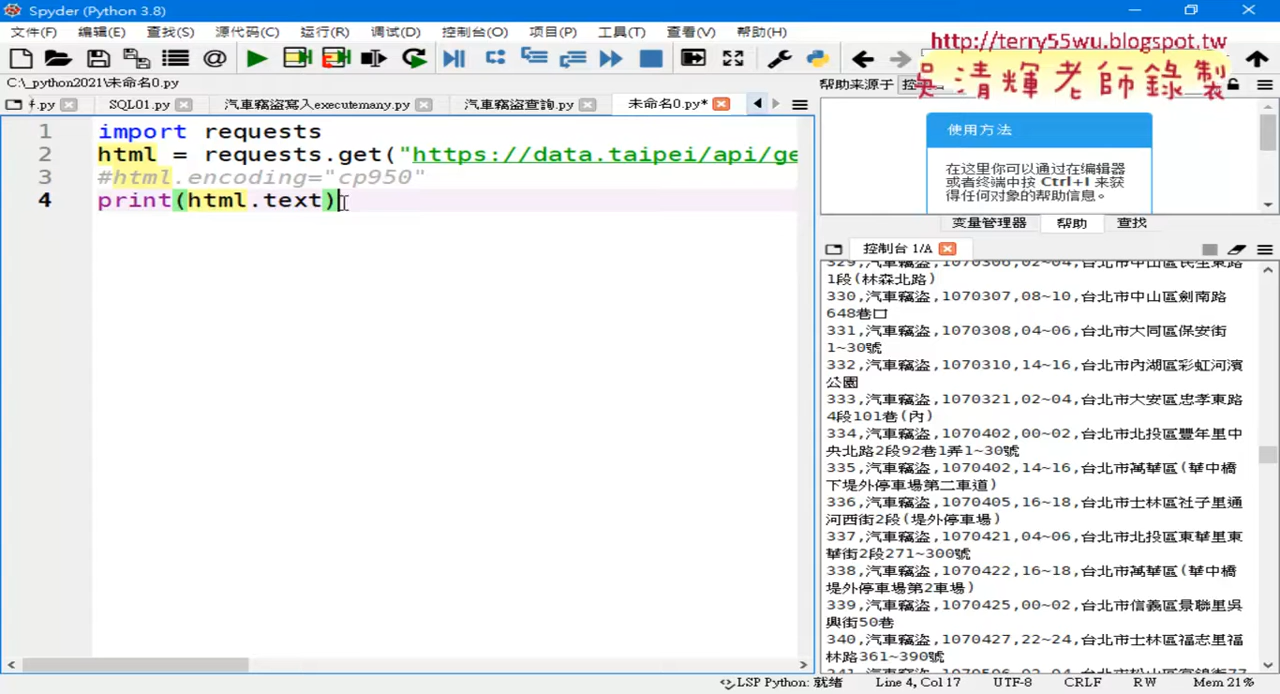 Spyder (Python 3.8)
文件(F) 编辑(E) 查找(S) 源代码(C) 运行(R) 调试(D) 控制台(O) 项目(P) 工具(T) 查看(V) 帮助(H)
http://terry55wu.blogspot.tw
吳清輝老師錄製
C:\_python2021\未命名0.py
帮助来源于
.py SQL01.py 汽車竊盜寫入executemany.py 汽車竊盜查詢.py 未命名0.py*
1 import requests
2 html = requests.get("https://data.taipei/api/ge
3 #html.encoding="cp950"
4 print(html.text)
使用方法
在这里你可以通过在编辑器
或者终端中按 Ctrl+I 来获
得任何对象的帮助信息。
变量管理器 帮助 查找
控制台 1/A
329,汽車竊盜,1070306,02~04,台北市中山區民生東路
1段(林森北路)
330,汽車竊盜,1070307,08~10,台北市中山區劍南路
648巷口
331,汽車竊盜,1070308,04~06,台北市大同區保安街
1~30號
332,汽車竊盜,1070310,14~16,台北市內湖區彩虹河濱
公園
333,汽車竊盜,1070321,02~04,台北市大安區忠孝東路
4段101巷(內)
334,汽車竊盜,1070402,00~02,台北市北投區豐年里中
央北路2段92巷1弄1~30號
335,汽車竊盜,1070402,14~16,台北市萬華區(華中橋
下堤外停車場第二車道)
336,汽車竊盜,1070405,16~18,台北市士林區社子里通
河西街2段(堤外停車場)
337,汽車竊盜,1070421,04~06,台北市北投區東華里東
華街2段271~300號
338,汽車竊盜,1070422,16~18,台北市萬華區(華中橋
堤外停車場第2車場)
339,汽車竊盜,1070425,00~02,台北市信義區景聯里吳
興街50巷
340,汽車竊盜,1070427,22~24,台北市士林區福志里福
林路361~390號
LSP Python: 就绪 Line 4, Col 17 UTF-8 CRLF RW Mem 21%